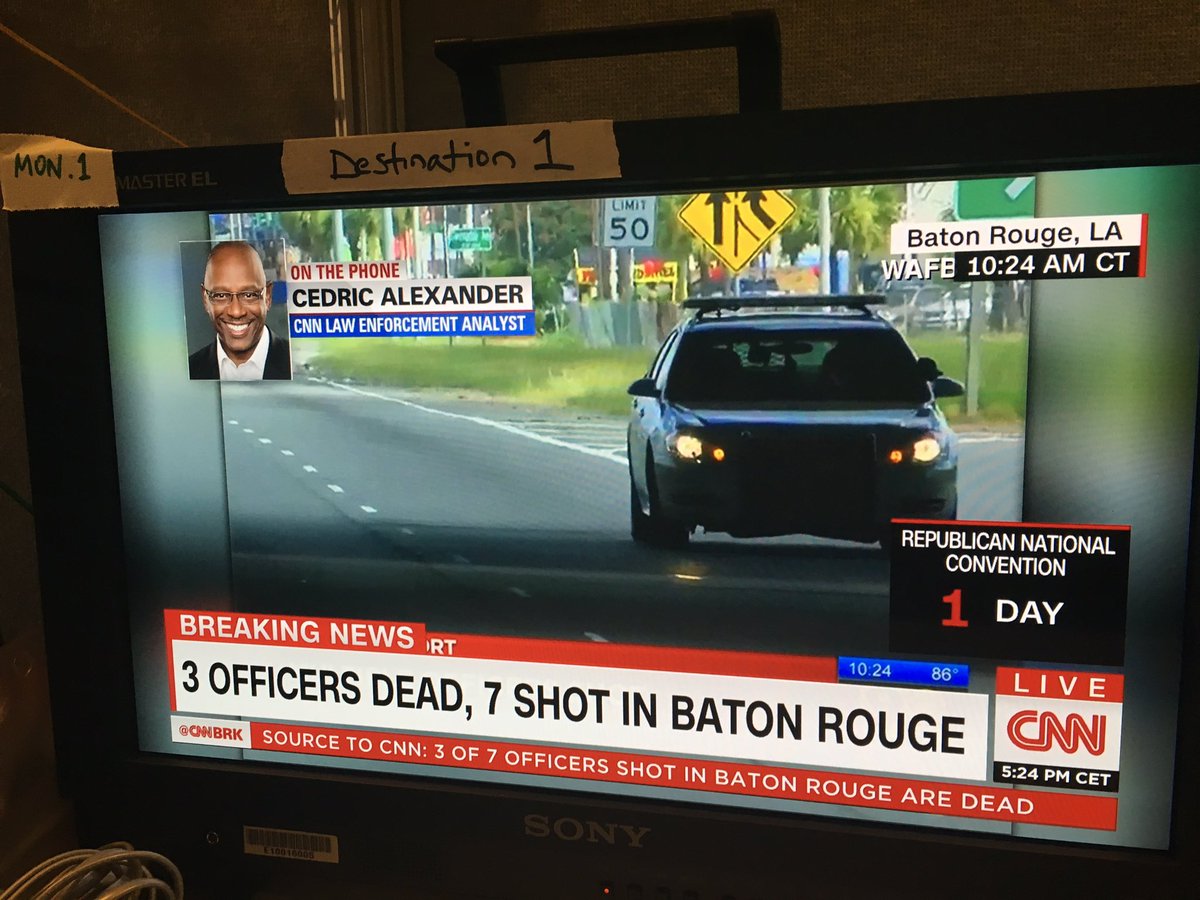 MON.1
MASTER EL
Destination 1
LIMIT
50
Baton Rouge, LA
WAFB 10:24 AM CT
ON THE PHONE
CEDRIC ALEXANDER
CNN LAW ENFORCEMENT ANALYST
REPUBLICAN NATIONAL
CONVENTION
1 DAY
BREAKING NEWS
RT
10:24 86°
3 OFFICERS DEAD, 7 SHOT IN BATON ROUGE
LIVE
CNN
5:24 PM CET
@CNNBRK
SOURCE TO CNN: 3 OF 7 OFFICERS SHOT IN BATON ROUGE ARE DEAD
SONY